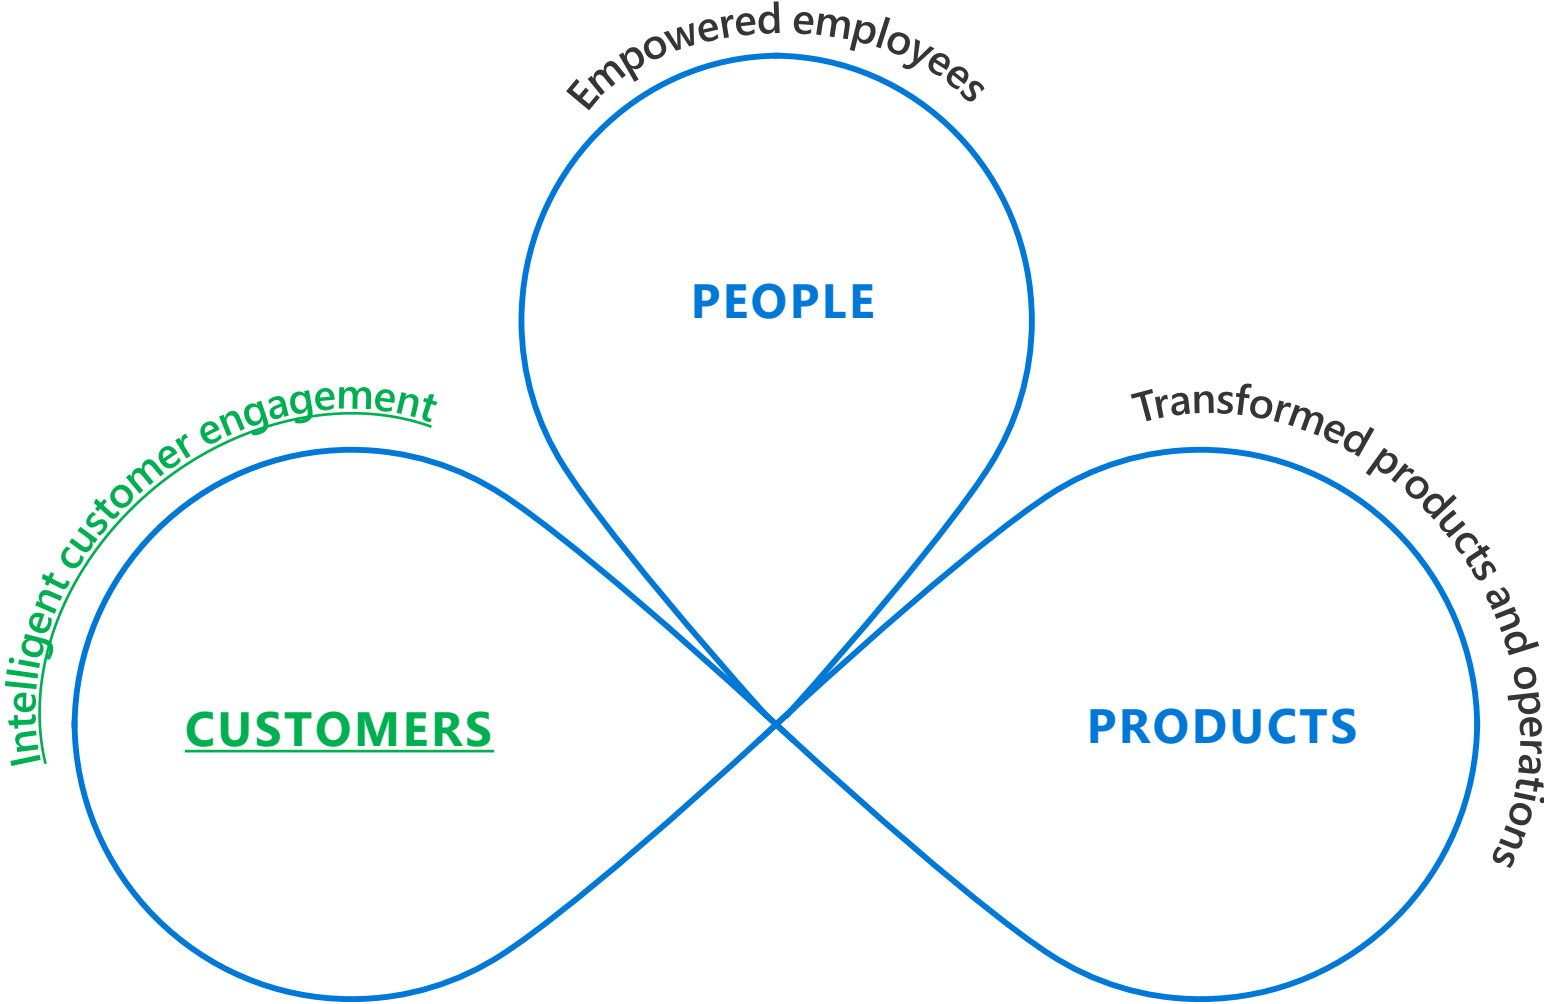 Empowered employees
PEOPLE
Intelligent customer engagement
CUSTOMERS
Transformed products and operations
PRODUCTS